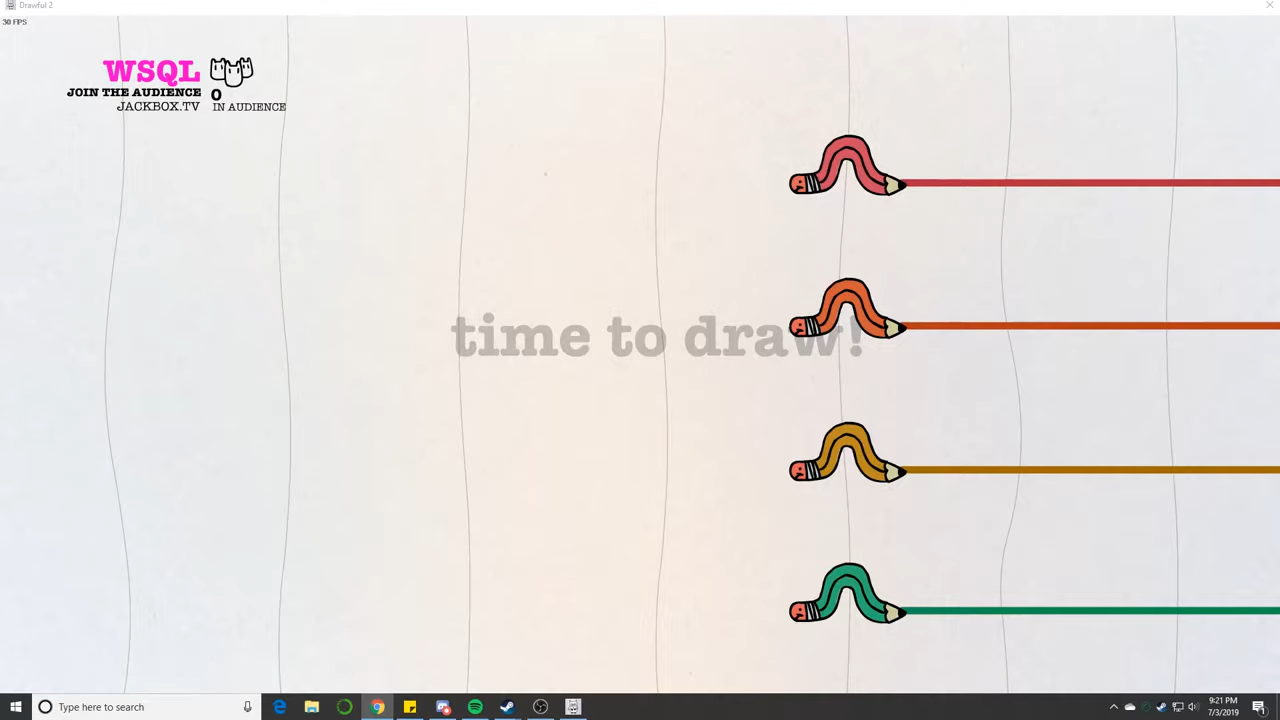 Drawful 2
30 FPS
WSQL
JOIN THE AUDIENCE
JACKBOX.TV
0
IN AUDIENCE
time to draw!
Type here to search
9:21 PM
7/3/2019
1